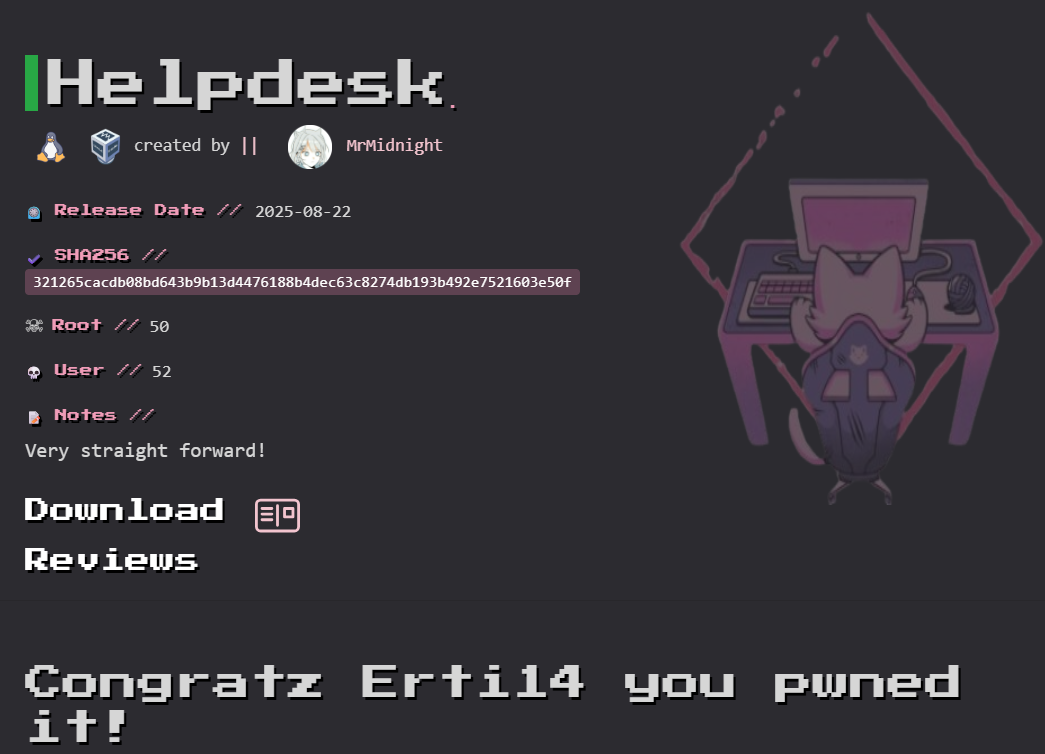 Helpdesk.
created by || MrMidnight
Release Date // 2025-08-22
SHA256 //
321265cacdb08bd643b9b13d4476188b4dec63c8274db193b492e7521603e50f
Root // 50
User // 52
Notes //
Very straight forward!
Download
Reviews
Congratz Erti14 you pwned
it!